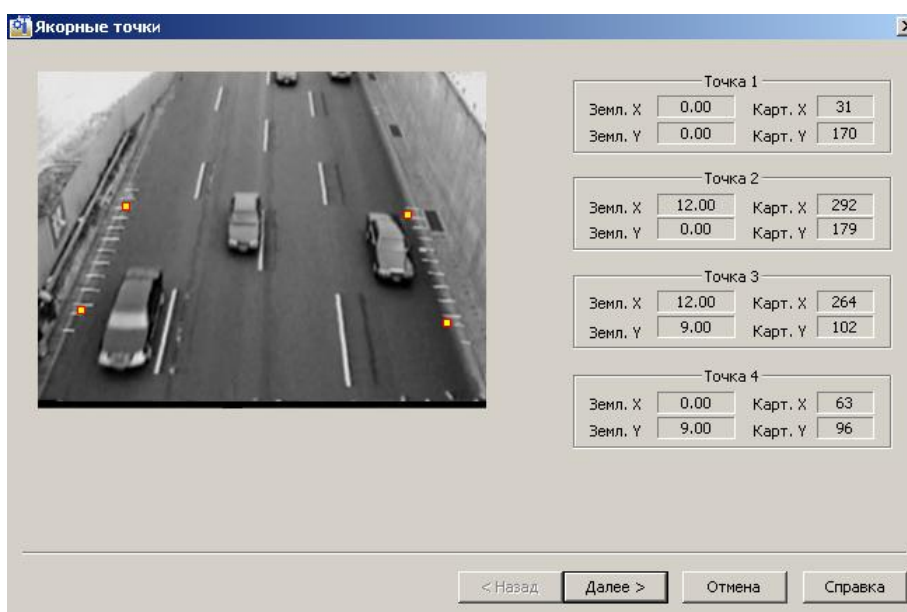 Якорные точки
Точка 1
Земл. X 0.00 Карт. X 31
Земл. Y 0.00 Карт. Y 170
Точка 2
Земл. X 12.00 Карт. X 292
Земл. Y 0.00 Карт. Y 179
Точка 3
Земл. X 12.00 Карт. X 264
Земл. Y 9.00 Карт. Y 102
Точка 4
Земл. X 0.00 Карт. X 63
Земл. Y 9.00 Карт. Y 96
< Назад Далее > Отмена Справка